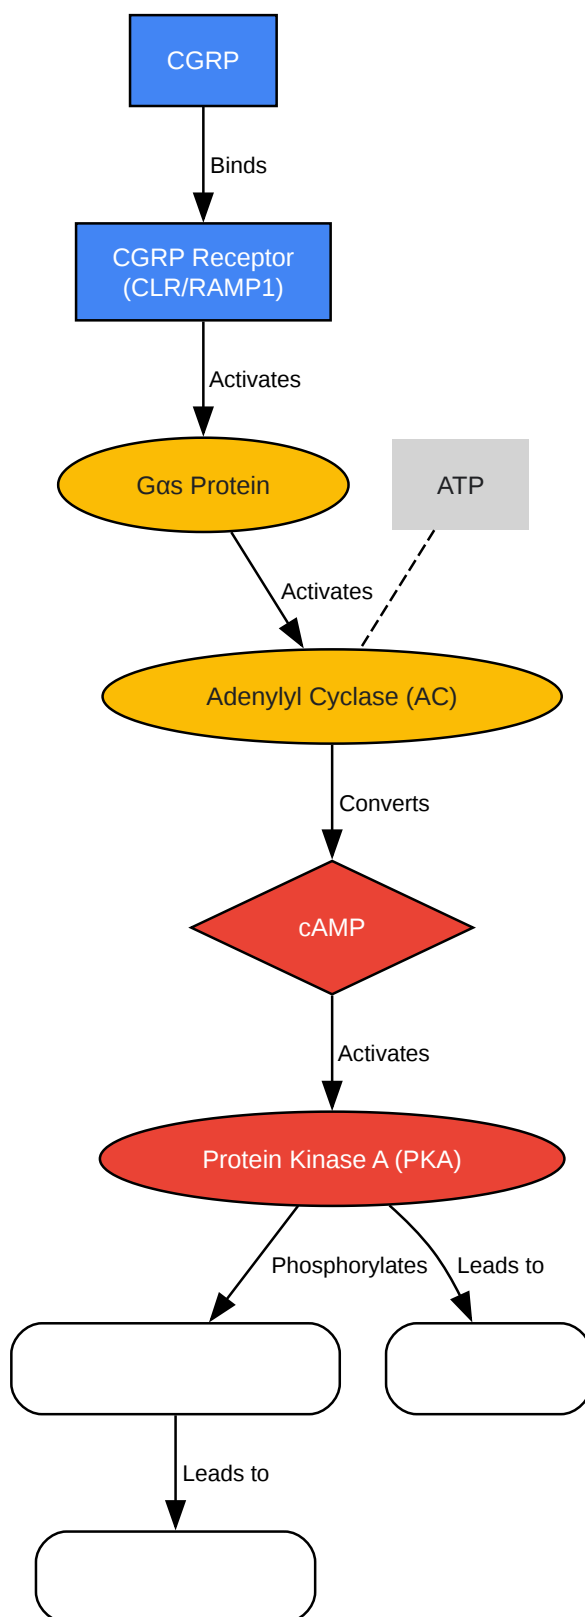 CGRP
Binds
CGRP Receptor
(CLR/RAMP1)
Activates
Gαs Protein
ATP
Activates
Adenylyl Cyclase (AC)
Converts
cAMP
Activates
Protein Kinase A (PKA)
Phosphorylates
Leads to
Leads to